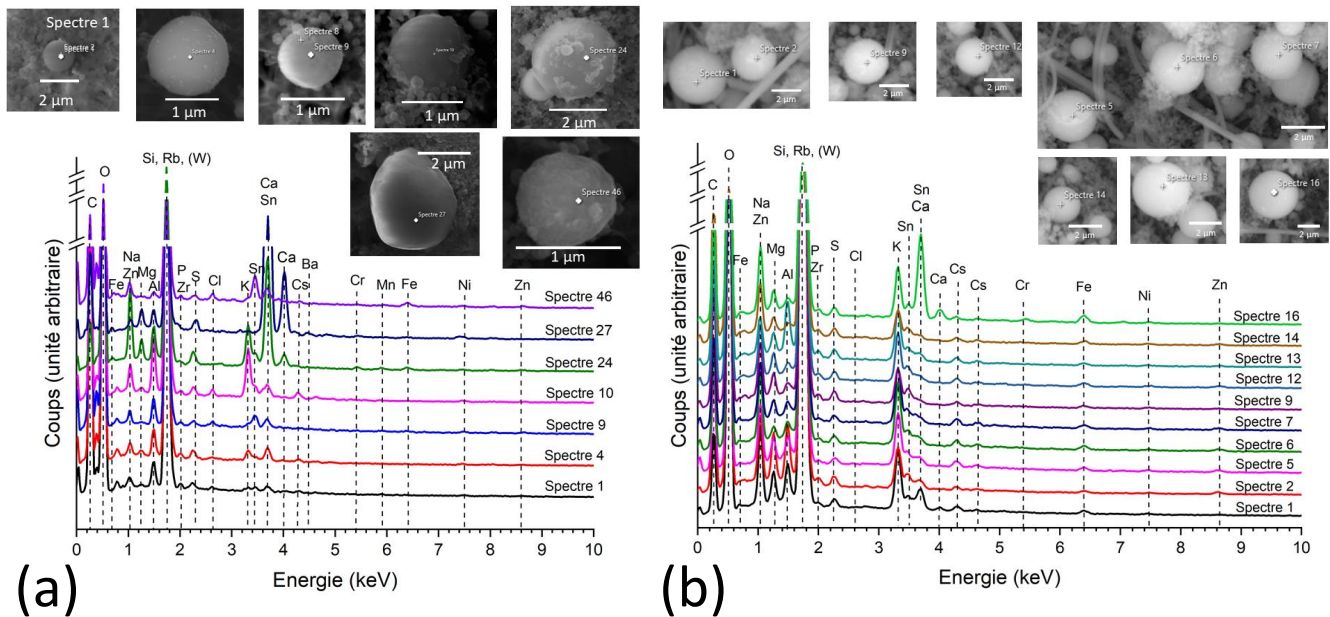 Spectre 1
Spectre 2
2 µm
Spectre 4
1 µm
Spectre 8
Spectre 9
1 µm
Spectre 10
1 µm
Spectre 24
2 µm
2 µm
Spectre 27
Spectre 46
1 µm
Coups (unité arbitraire)
C
O
Si, Rb, (W)
Ca
Sn
Na
Zn
Fe
Mg
Al
P
Zr
S
Cl
K
Sn
Ca
Ba
Cs
Cr
Mn
Fe
Ni
Zn
Spectre 46
Spectre 27
Spectre 24
Spectre 10
Spectre 9
Spectre 4
Spectre 1
0 1 2 3 4 5 6 7 8 9 10
Energie (keV)
(a)
Spectre 1
Spectre 2
2 µm
Spectre 9
2 µm
Spectre 12
2 µm
Spectre 5
Spectre 6
Spectre 7
2 µm
Spectre 14
2 µm
Spectre 13
2 µm
Spectre 16
2 µm
Coups (unité arbitraire)
C
O
Si, Rb, (W)
Sn
Ca
Na
Zn
Fe
Mg
Al
P
Zr
S
Cl
K
Sn
Ca
Cs
Cs
Cr
Fe
Ni
Zn
Spectre 16
Spectre 14
Spectre 13
Spectre 12
Spectre 9
Spectre 7
Spectre 6
Spectre 5
Spectre 2
Spectre 1
0 1 2 3 4 5 6 7 8 9 10
Energie (keV)
(b)